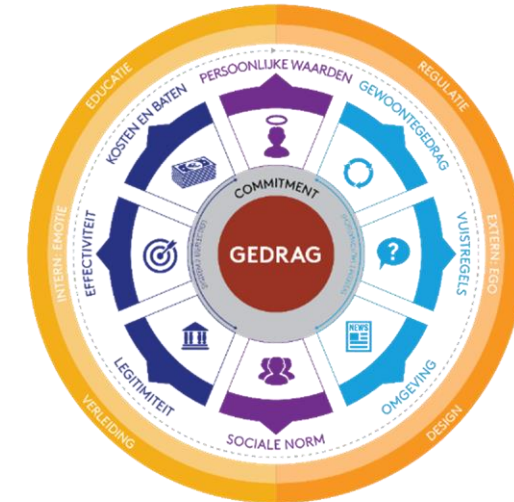 EDUCATIE
REGULATIE
INTERN: EMOTIE
EXTERN: EGO
VERLEIDING
DESIGN
PERSOONLIJKE WAARDEN
GEWOONTEGEDRAG
VUISTREGELS
OMGEVING
SOCIALE NORM
LEGITIMITEIT
EFFECTIVITEIT
KOSTEN EN BATEN
NEWS
?
COMMITMENT
GEDRAG